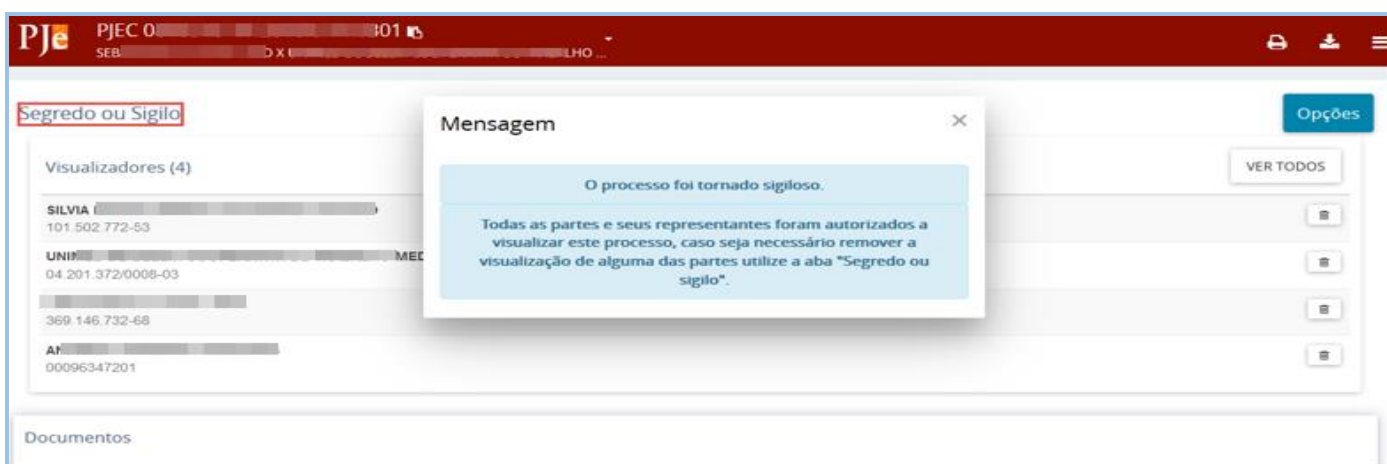 PJe
PJEC 0 301
SEB D X LHO ...
Segredo ou Sigilo
Opções
Mensagem
×
Visualizadores (4)
VER TODOS
O processo foi tornado sigiloso.
SILVIA
101.502.772-53
Todas as partes e seus representantes foram autorizados a
visualizar este processo, caso seja necessário remover a
visualização de alguma das partes utilize a aba "Segredo ou
sigilo".
MED
04.201.372/0008-03
369.146.732-68
00096347201
Documentos